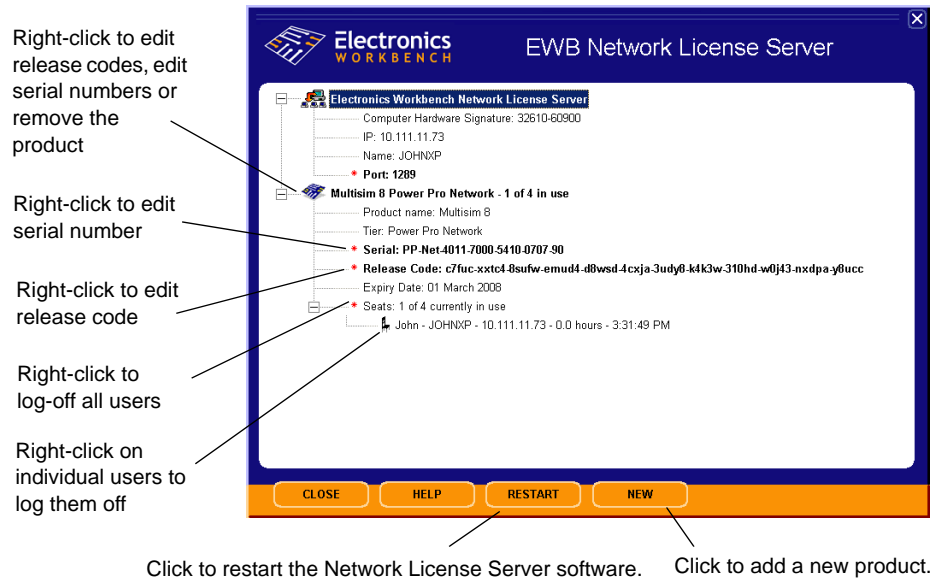 Right-click to edit
release codes, edit
serial numbers or
remove the
product
Right-click to edit
serial number
Right-click to edit
release code
Right-click to
log-off all users
Right-click on
individual users to
log them off
Electronics
WORKBENCH
EWB Network License Server
Electronics Workbench Network License Server
Computer Hardware Signature: 32610-60900
IP: 10.111.11.73
Name: JOHNXP
* Port: 1289
Multisim 8 Power Pro Network - 1 of 4 in use
Product name: Multisim 8
Tier: Power Pro Network
* Serial: PP-Net-4011-7000-5410-0707-90
* Release Code: c7fuc-xxtc4-8sufw-emud4-d8wsd-4cxja-3udy8-k4k3w-310hd-w0j43-nxdpa-y8ucc
Expiry Date: 01 March 2008
* Seats: 1 of 4 currently in use
John - JOHNXP - 10.111.11.73 - 0.0 hours - 3:31:49 PM
CLOSE
HELP
RESTART
NEW
Click to restart the Network License Server software.
Click to add a new product.